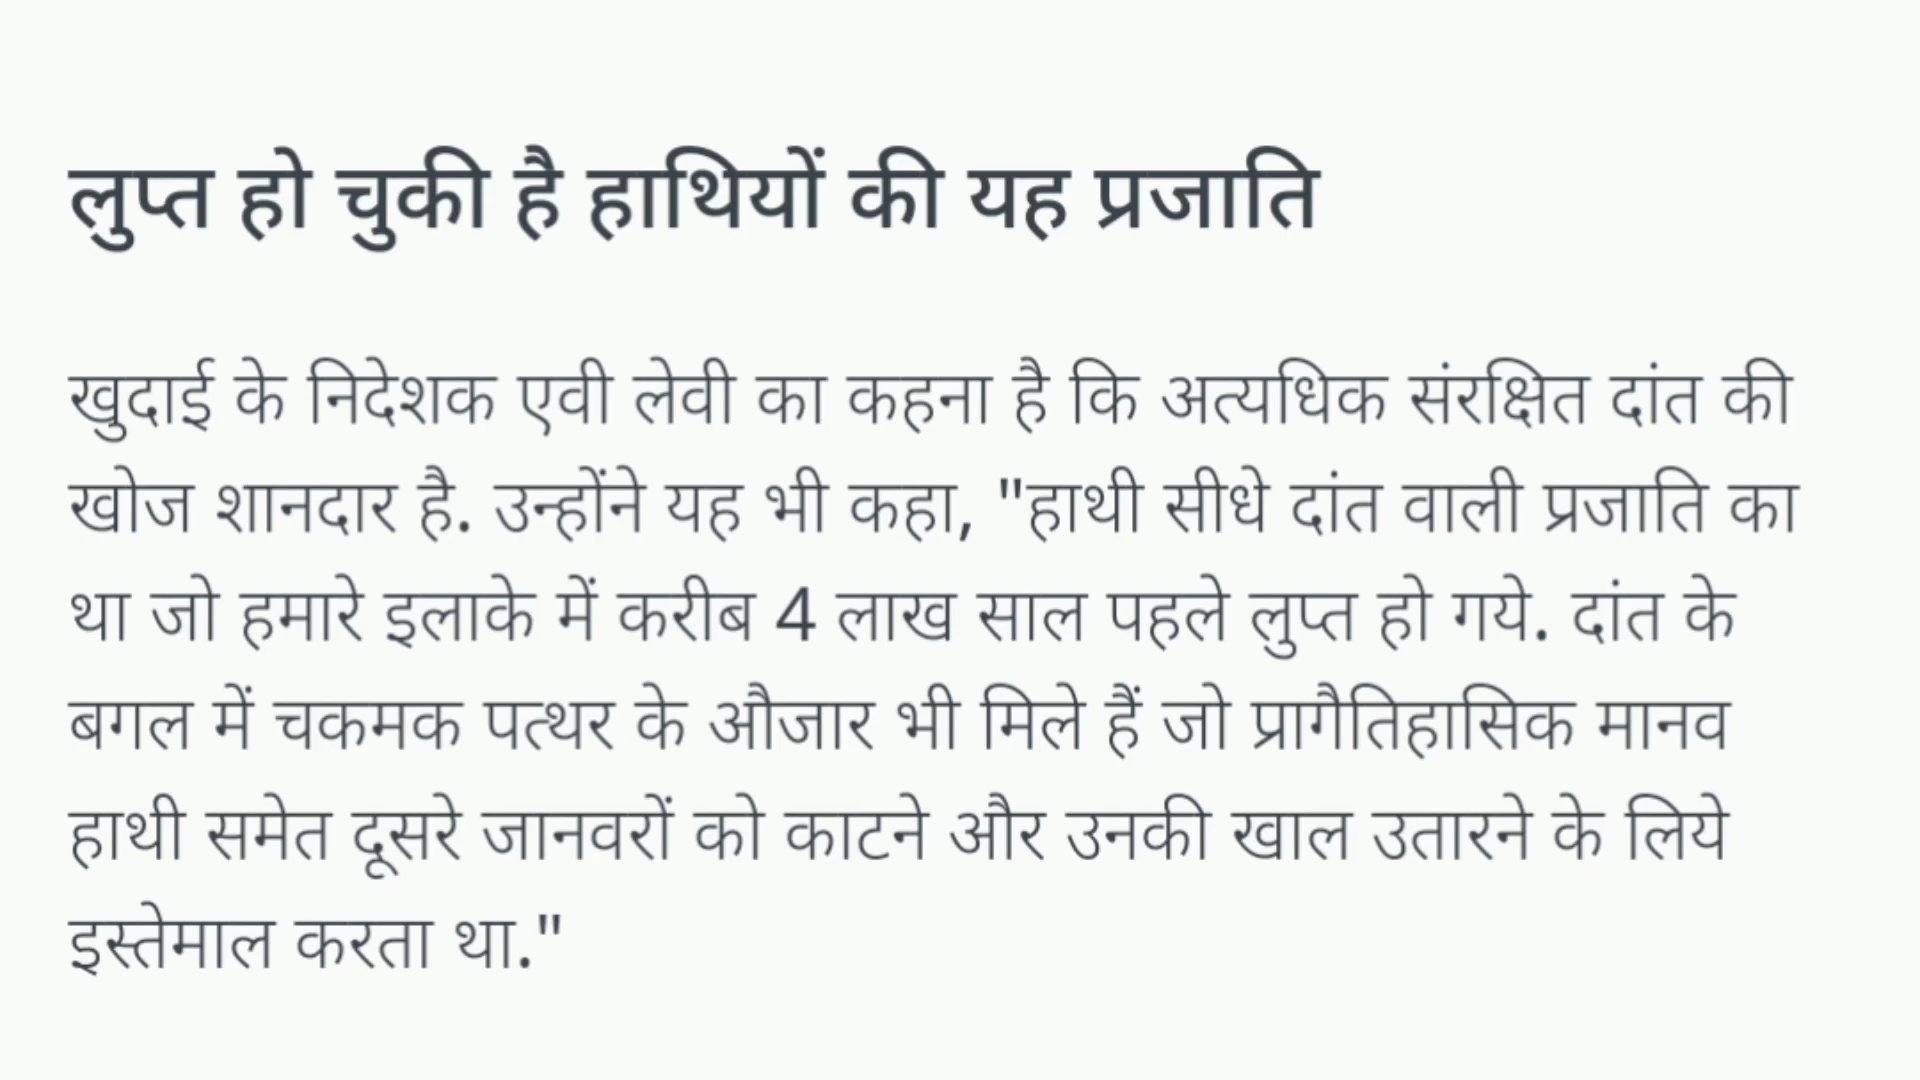 लुप्त हो चुकी है हाथियों की यह प्रजाति
खुदाई के निदेशक एवी लेवी का कहना है कि अत्यधिक संरक्षित दांत की
खोज शानदार है. उन्होंने यह भी कहा, "हाथी सीधे दांत वाली प्रजाति का
था जो हमारे इलाके में करीब 4 लाख साल पहले लुप्त हो गये. दांत के
बगल में चकमक पत्थर के औजार भी मिले हैं जो प्रागैतिहासिक मानव
हाथी समेत दूसरे जानवरों को काटने और उनकी खाल उतारने के लिये
इस्तेमाल करता था."